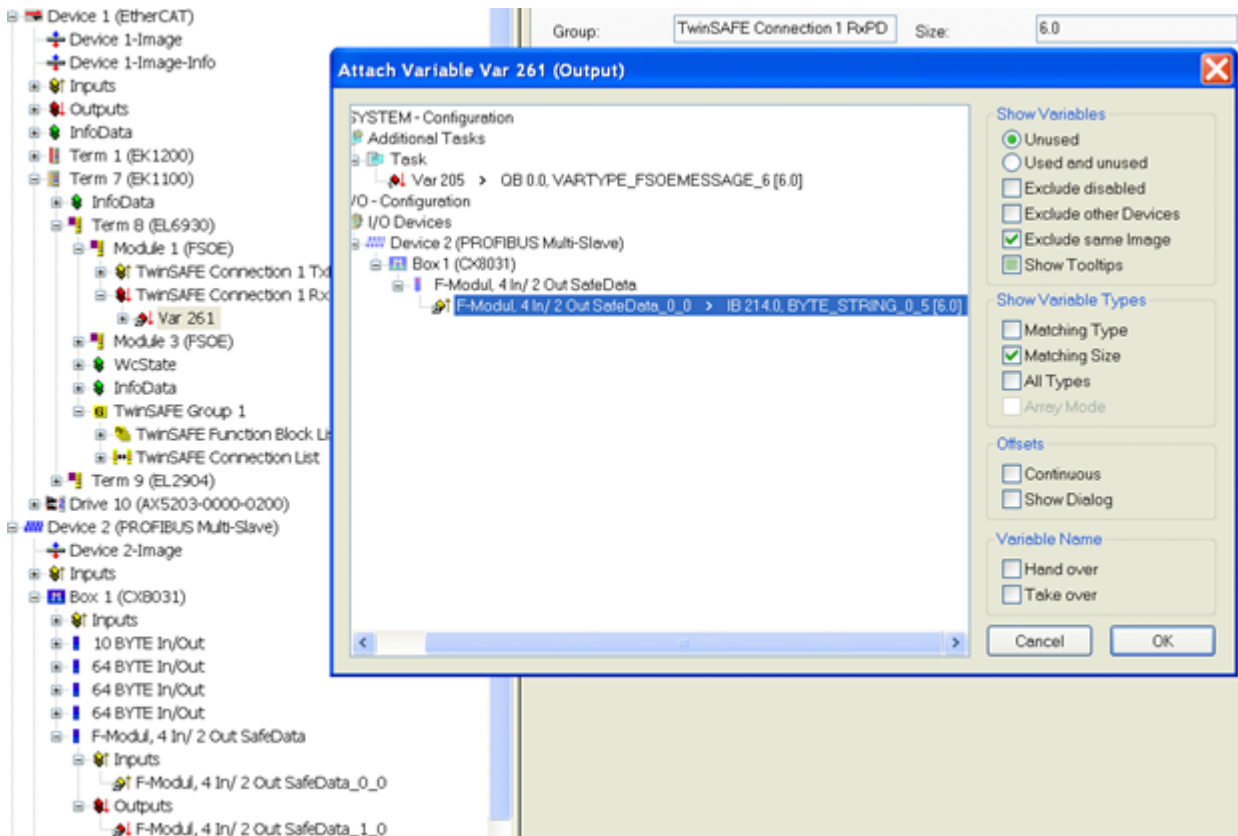 Device 1 (EtherCAT)
Device 1-Image
Device 1-Image-Info
Inputs
Outputs
InfoData
Term 1 (EK1200)
Term 7 (EK1100)
InfoData
Term 8 (EL6930)
Module 1 (FSOE)
TwinSAFE Connection 1 Txl
TwinSAFE Connection 1 Rx
Var 261
Module 3 (FSOE)
WcState
InfoData
TwinSAFE Group 1
TwinSAFE Function Block Li
TwinSAFE Connection List
Term 9 (EL2904)
Drive 10 (AX5203-0000-0200)
Device 2 (PROFIBUS Multi-Slave)
Device 2-Image
Inputs
Box 1 (CX8031)
Inputs
10 BYTE In/Out
64 BYTE In/Out
64 BYTE In/Out
64 BYTE In/Out
F-Modul, 4 In/ 2 Out SafeData
Inputs
F-Modul, 4 In/ 2 Out SafeData_0_0
Outputs
F-Modul, 4 In/ 2 Out SafeData_1_0
Group: TwinSAFE Connection 1 RxPD Size: 6.0
Attach Variable Var 261 (Output)
SYSTEM - Configuration
Additional Tasks
Task
Var 205 > QB 0.0, VARTYPE_FSOEMESSAGE_6 [6.0]
/O - Configuration
I/O Devices
Device 2 (PROFIBUS Multi-Slave)
Box 1 (CX8031)
F-Modul, 4 In/ 2 Out SafeData
F-Modul, 4 In/ 2 Out SafeData_0_0 > IB 214.0, BYTE_STRING_0_5 [6.0]
Show Variables
Unused
Used and unused
Exclude disabled
Exclude other Devices
Exclude same Image
Show Tooltips
Show Variable Types
Matching Type
Matching Size
All Types
Array Mode
Offsets
Continuous
Show Dialog
Variable Name
Hand over
Take over
Cancel OK